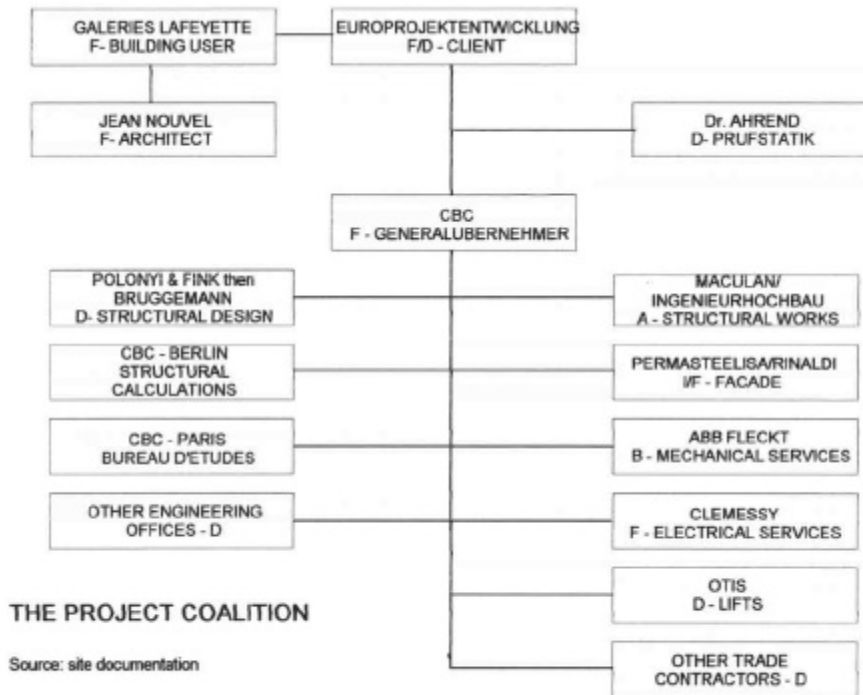 GALERIES LAFEYETTE
F- BUILDING USER
EUROPROJEKTENTWICKLUNG
F/D - CLIENT
JEAN NOUVEL
F- ARCHITECT
Dr. AHREND
D- PRUFSTATIK
CBC
F - GENERALUBERNEHMER
POLONYI & FINK then
BRUGGEMANN
D- STRUCTURAL DESIGN
MACULAN/
INGENIEURHOCHBAU
A - STRUCTURAL WORKS
CBC - BERLIN
STRUCTURAL
CALCULATIONS
PERMASTEELISA/RINALDI
I/F - FACADE
CBC - PARIS
BUREAU D'ETUDES
ABB FLECKT
B - MECHANICAL SERVICES
OTHER ENGINEERING
OFFICES - D
CLEMESSY
F - ELECTRICAL SERVICES
OTIS
D - LIFTS
THE PROJECT COALITION
OTHER TRADE
CONTRACTORS - D
Source: site documentation